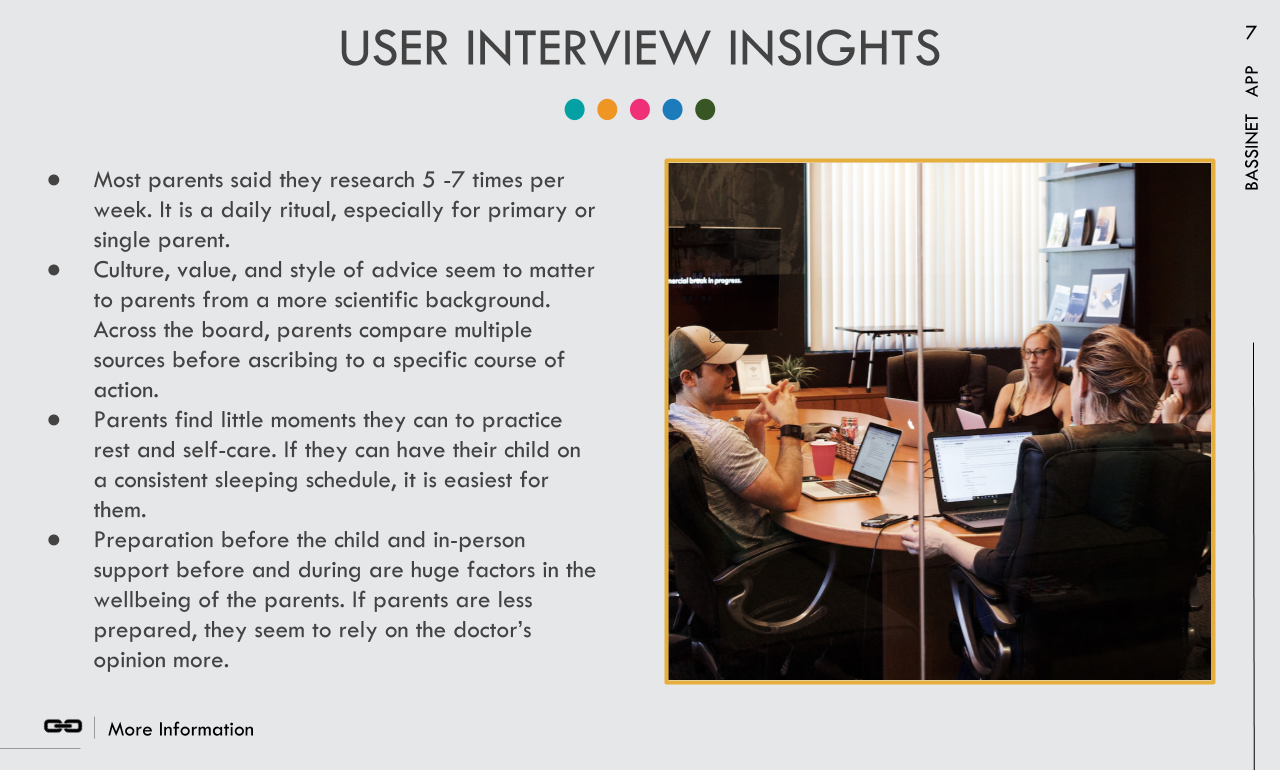 USER INTERVIEW INSIGHTS
7
BASSINET APP
● Most parents said they research 5 -7 times per
week. It is a daily ritual, especially for primary or
single parent.
● Culture, value, and style of advice seem to matter
to parents from a more scientific background.
Across the board, parents compare multiple
sources before ascribing to a specific course of
action.
● Parents find little moments they can to practice
rest and self-care. If they can have their child on
a consistent sleeping schedule, it is easiest for
them.
● Preparation before the child and in-person
support before and during are huge factors in the
wellbeing of the parents. If parents are less
prepared, they seem to rely on the doctor’s
opinion more.
mercial break in progress.
More Information